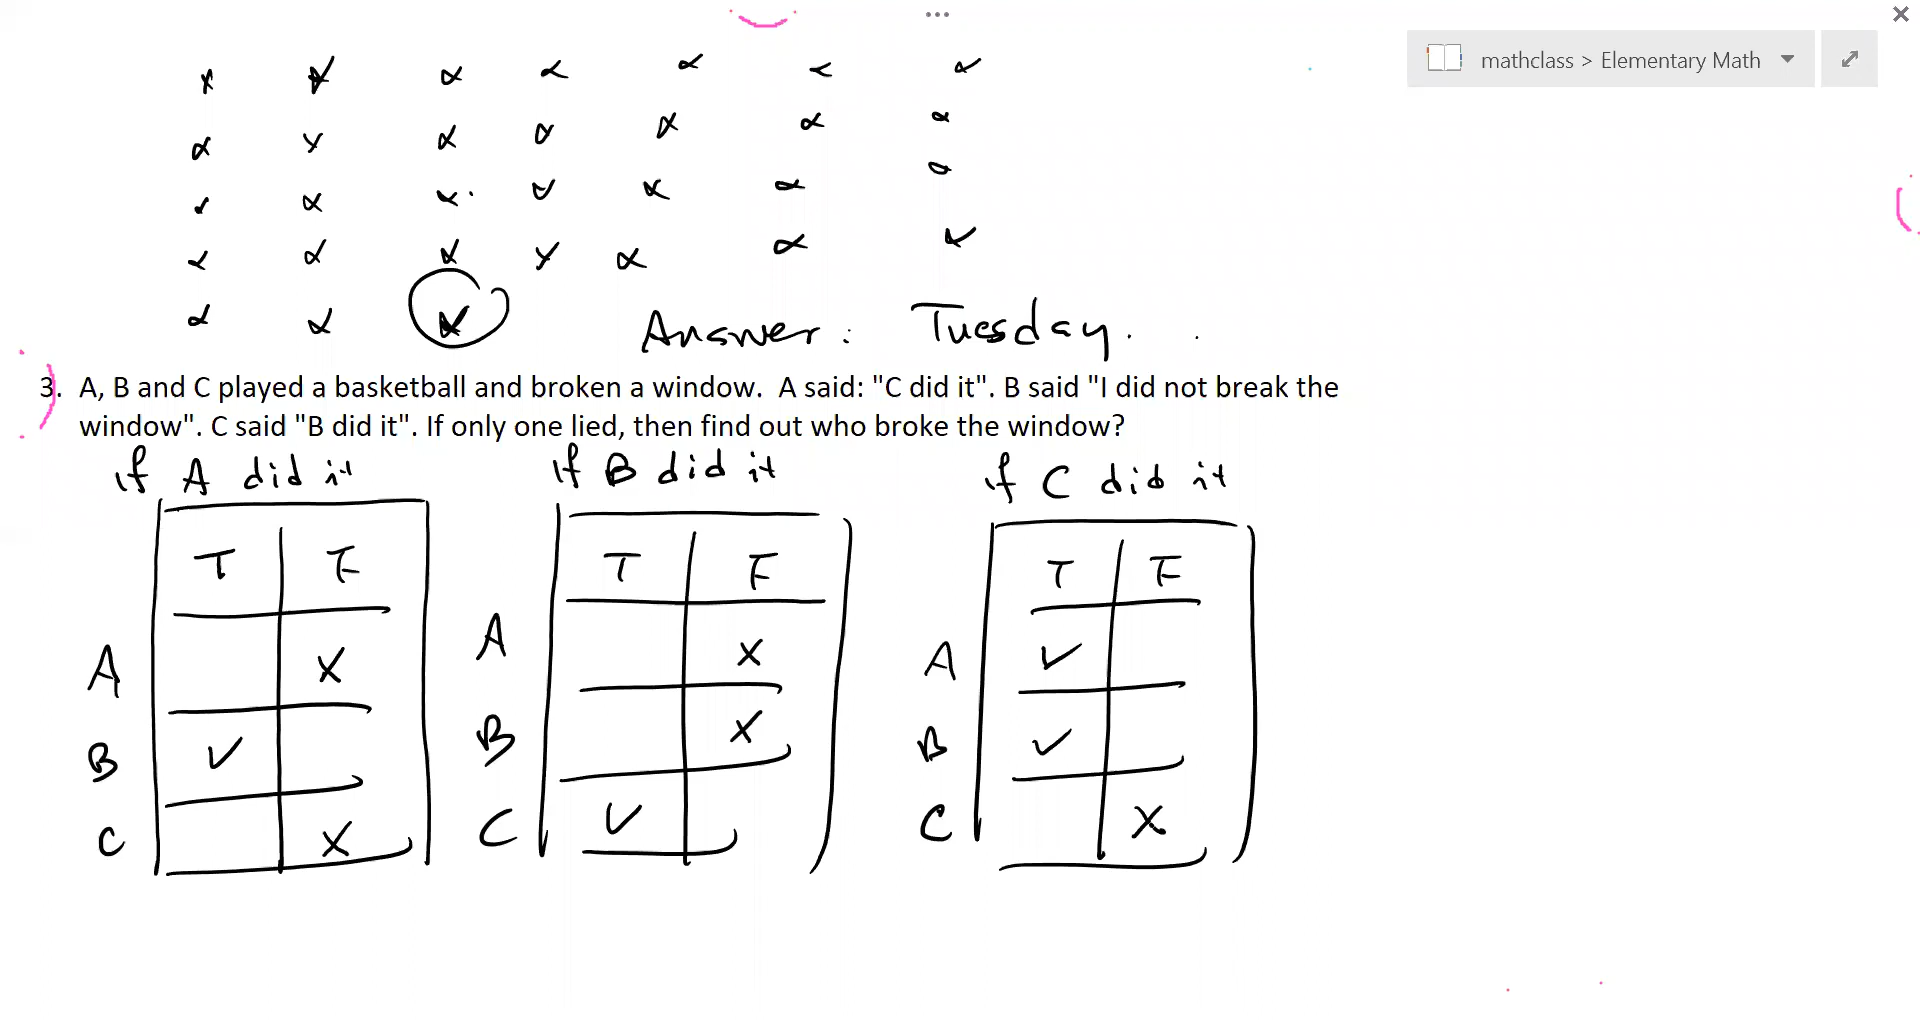 mathclass > Elementary Math
Answer: Tuesday.
3. A, B and C played a basketball and broken a window. A said: "C did it". B said "I did not break the
window". C said "B did it". If only one lied, then find out who broke the window?
if A did it
T F
A X
B ✓
C X
if B did it
T F
A X
B X
C ✓
if C did it
T F
A ✓
B ✓
C X